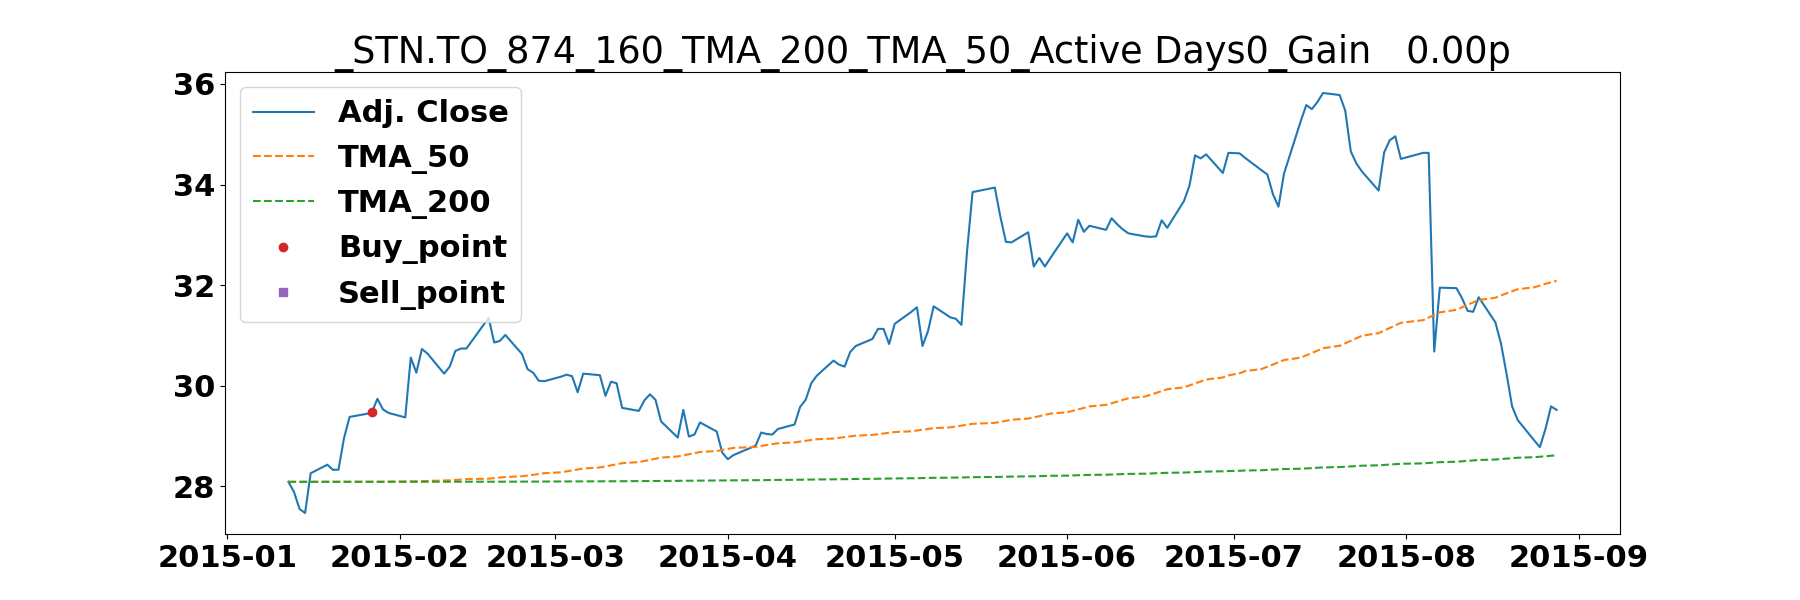 _STN.TO_874_160_TMA_200_TMA_50_Active Days0_Gain   0.00p
36
34
32
30
28
Adj. Close
TMA_50
TMA_200
Buy_point
Sell_point
2015-01 2015-02 2015-03 2015-04 2015-05 2015-06 2015-07 2015-08 2015-09